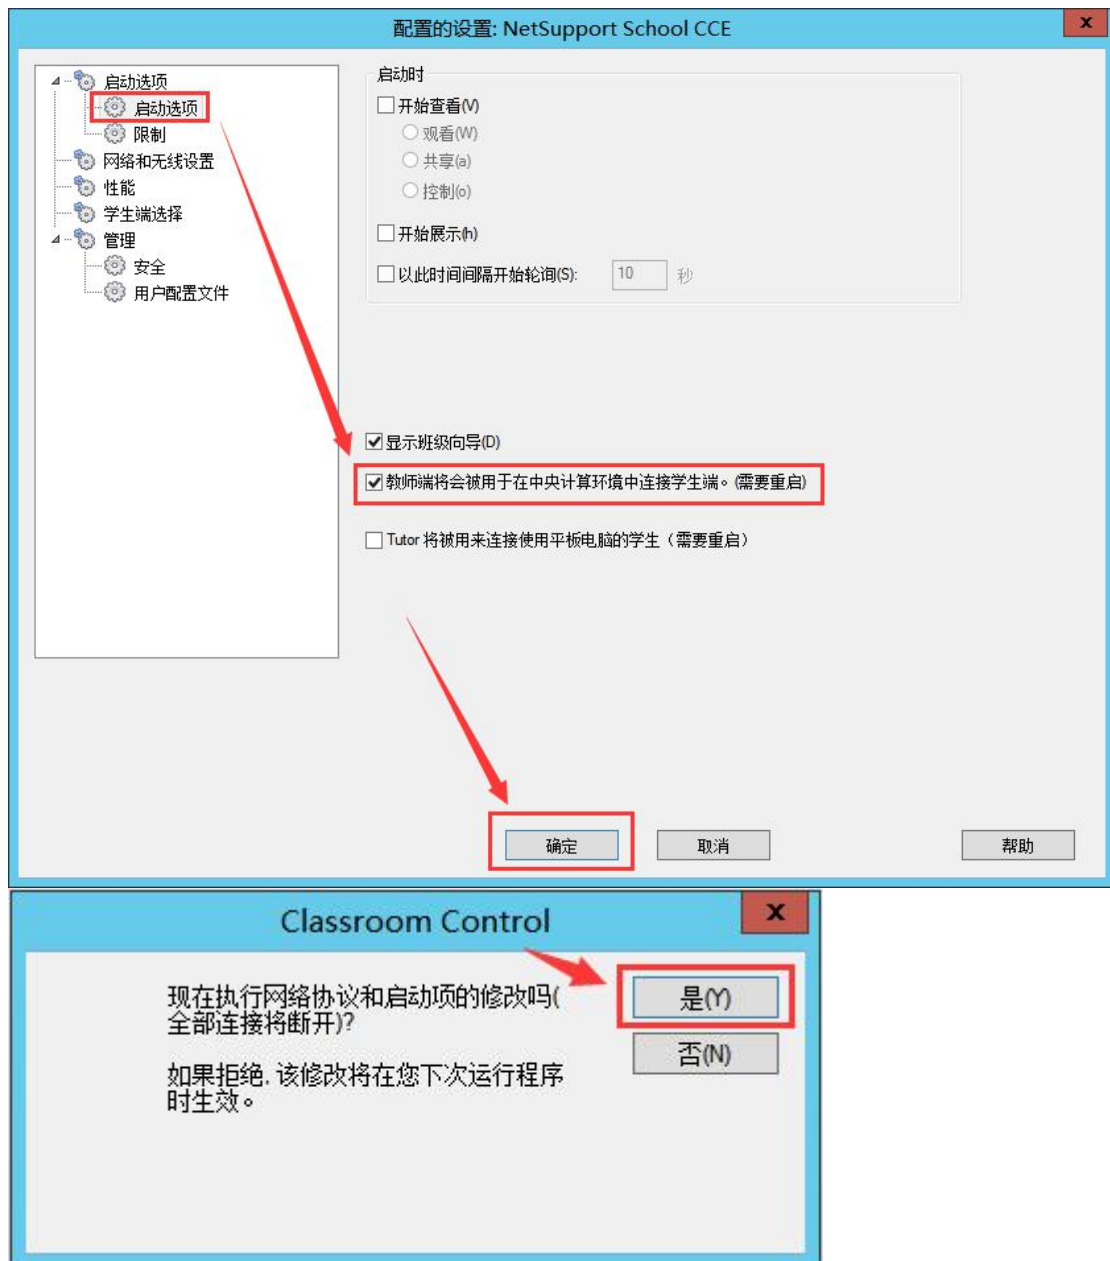 配置的设置: NetSupport School CCE
x
启动选项
启动选项
限制
网络和无线设置
性能
学生端选择
管理
安全
用户配置文件
启动时
开始查看(V)
观看(W)
共享(a)
控制(o)
开始展示(h)
以此时间间隔开始轮询(S): 10 秒
显示班级向导(D)
教师端将会被用于在中央计算环境中连接学生端。(需要重启)
Tutor 将被用来连接使用平板电脑的学生（需要重启）
确定 取消 帮助
Classroom Control
x
现在执行网络协议和启动项的修改吗(
全部连接将断开)?
如果拒绝, 该修改将在您下次运行程序
时生效。
是(Y)
否(N)